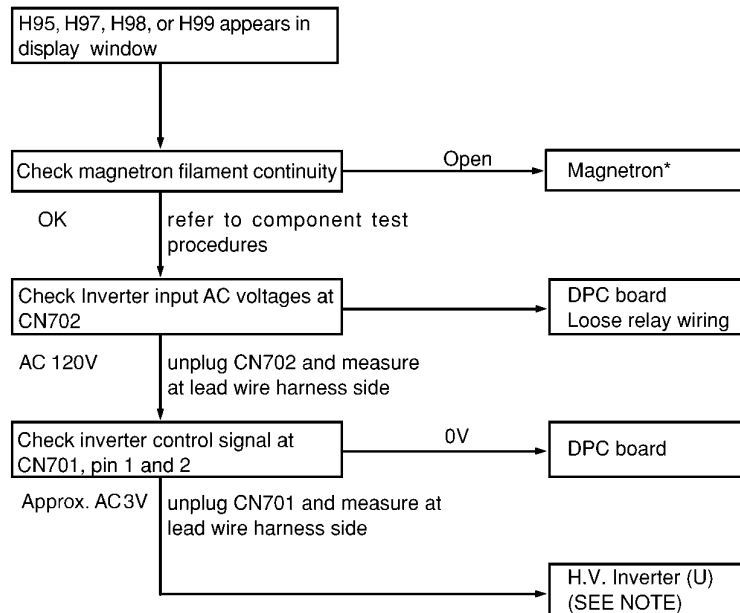 H95, H97, H98, or H99 appears in
display window
Check magnetron filament continuity
Open
Magnetron*
OK
refer to component test
procedures
Check Inverter input AC voltages at
CN702
DPC board
Loose relay wiring
AC 120V
unplug CN702 and measure
at lead wire harness side
Check inverter control signal at
CN701, pin 1 and 2
0V
DPC board
Approx. AC3V
unplug CN701 and measure at
lead wire harness side
H.V. Inverter (U)
(SEE NOTE)